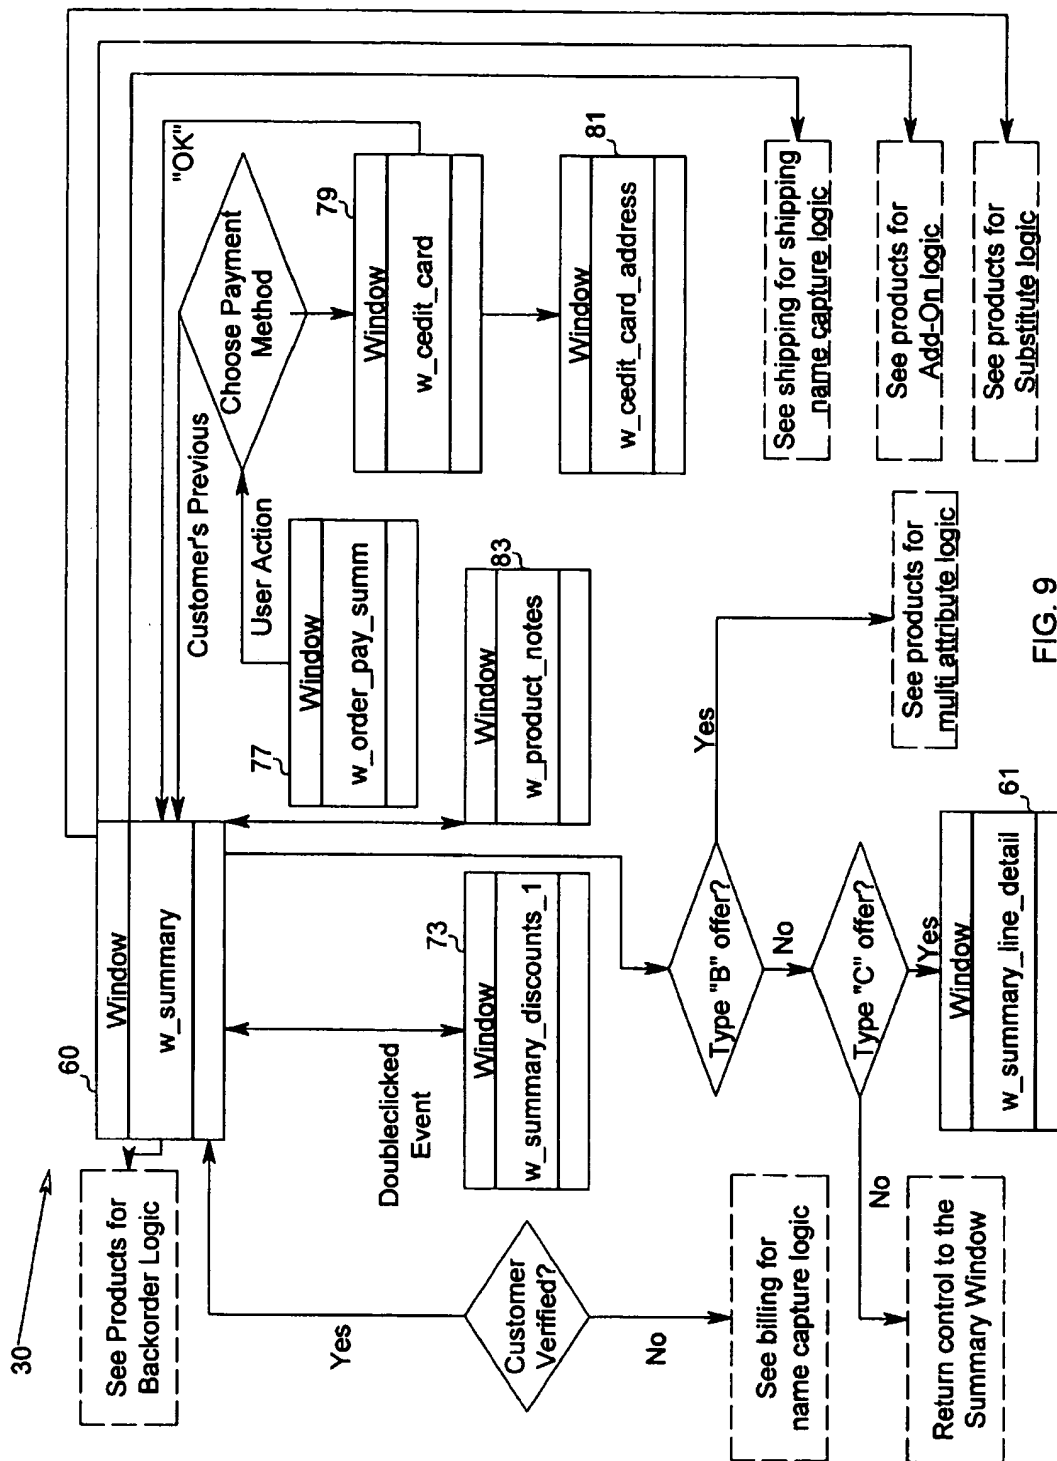 30
See Products for
Backorder Logic
60
Window
w_summary
"OK"
Customer's Previous
Choose Payment
Method
User Action
77
Window
w_order_pay_summ
79
Window
w_cedit_card
81
Window
w_cedit_card_address
83
Window
w_product_notes
73
Window
w_summary_discounts_1
Doubleclicked
Event
Yes
Customer
Verified?
No
See billing for
name capture logic
Type "B" offer?
Yes
No
See products for
multi attribute logic
Type "C" offer?
Yes
No
Return control to the
Summary Window
61
Window
w_summary_line_detail
See shipping for shipping
name capture logic
See products for
Add-On logic
See products for
Substitute logic
FIG. 9